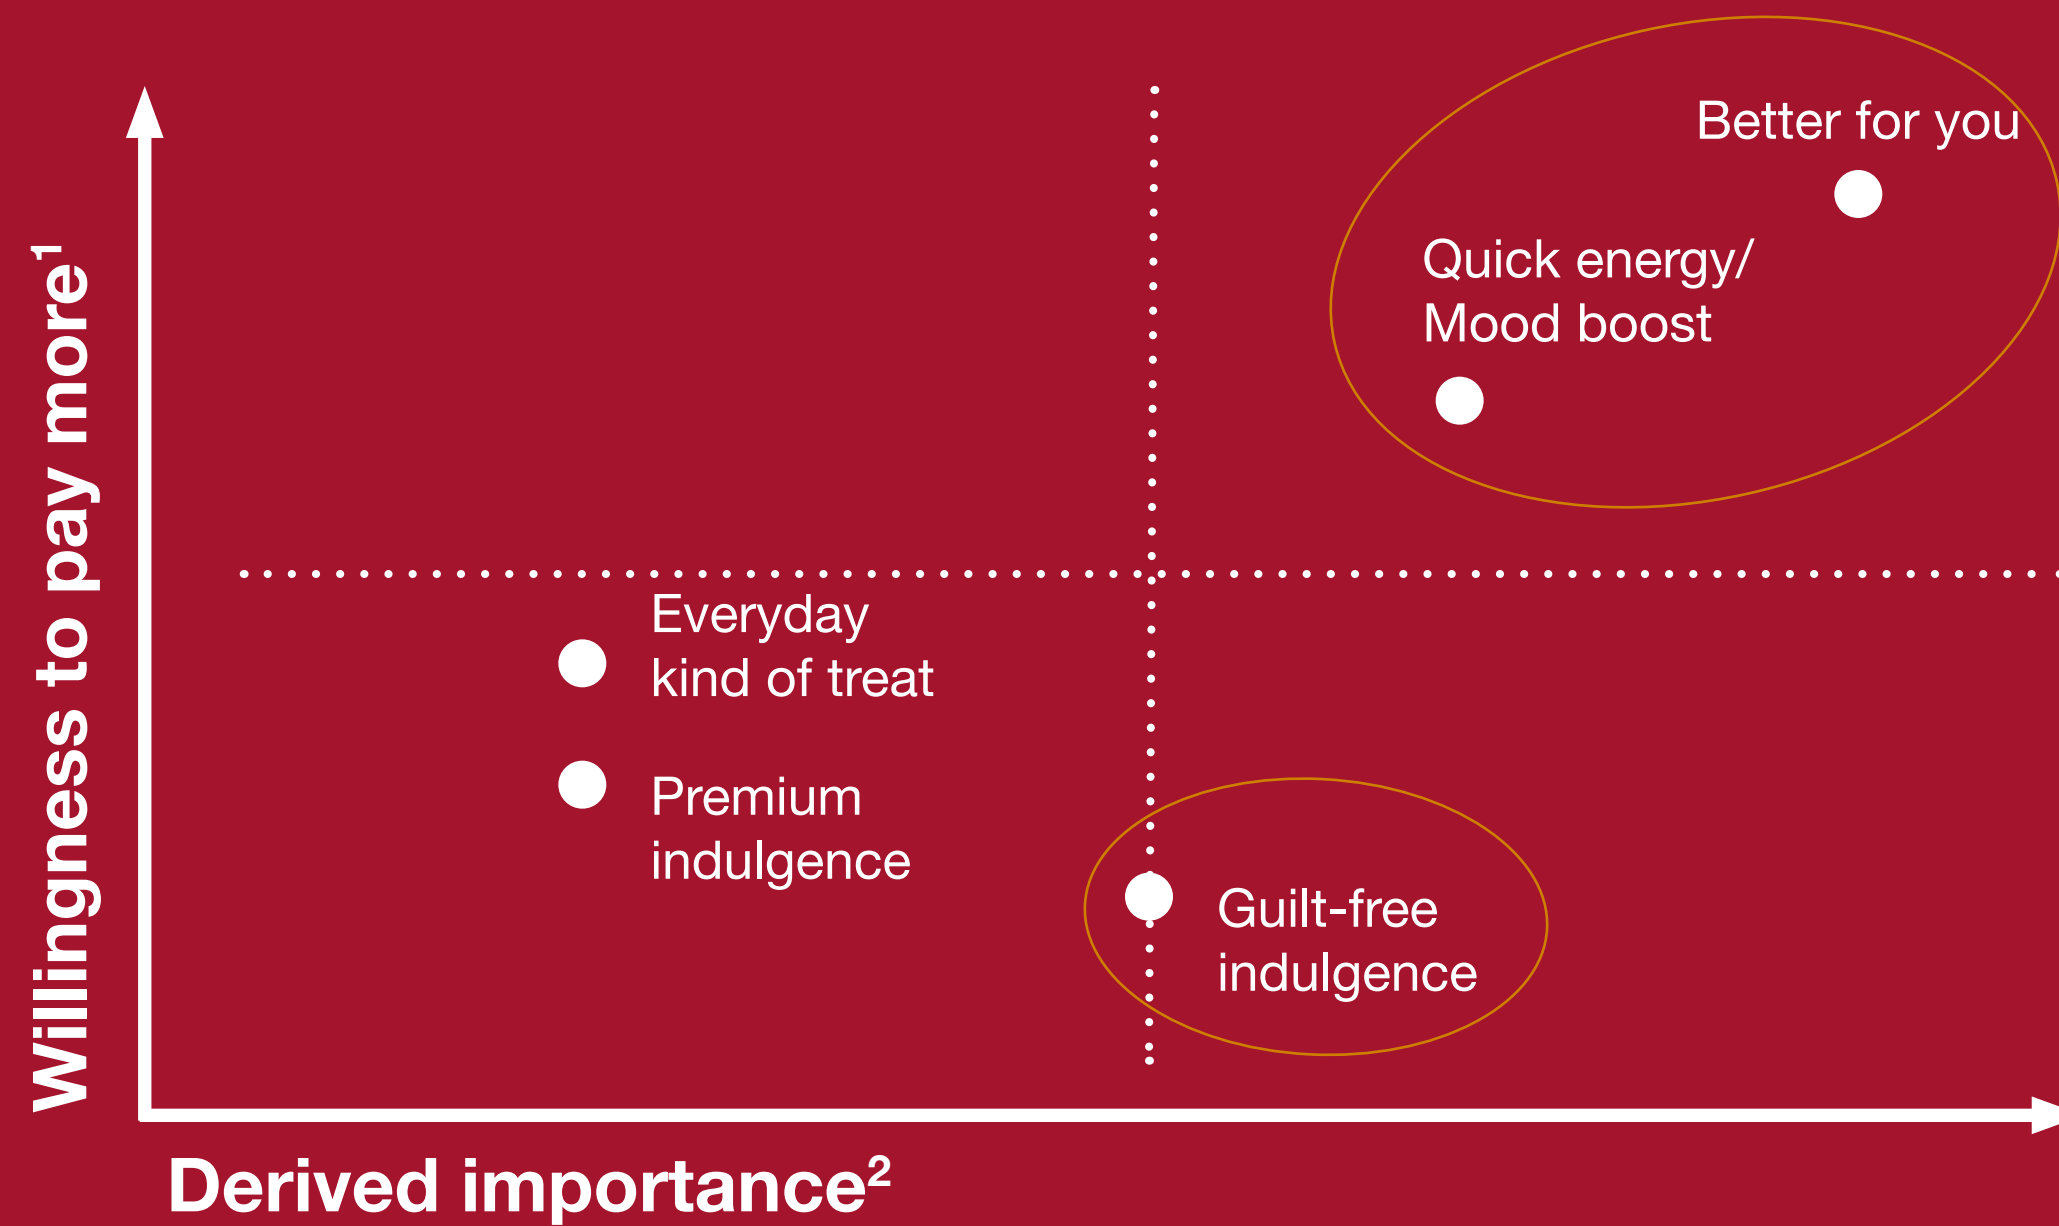 Willingness to pay more¹
Better for you
Quick energy/
Mood boost
Everyday
kind of treat
Premium
indulgence
Guilt-free
indulgence
Derived importance²